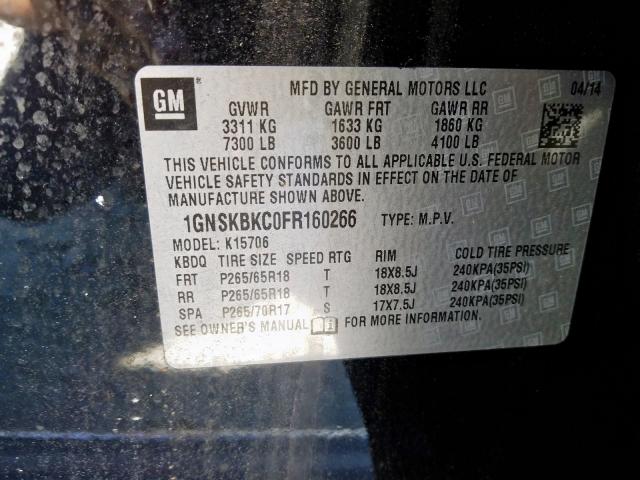 GM
MFD BY GENERAL MOTORS LLC 04/14
GVWR GAWR FRT GAWR RR
3311 KG 1633 KG 1860 KG
7300 LB 3600 LB 4100 LB
THIS VEHICLE CONFORMS TO ALL APPLICABLE U.S. FEDERAL MOTOR
VEHICLE SAFETY STANDARDS IN EFFECT ON THE DATE OF
MANUFACTURE SHOWN ABOVE.
1GNSKBKC0FR160266 TYPE: M.P.V.
MODEL: K15706
KBDQ TIRE SIZE SPEED RTG RIM COLD TIRE PRESSURE
FRT P265/65R18 T 18X8.5J 240KPA(35PSI)
RR P265/65R18 T 18X8.5J 240KPA(35PSI)
SPA P265/70R17 S 17X7.5J 240KPA(35PSI)
SEE OWNER'S MANUAL FOR MORE INFORMATION.